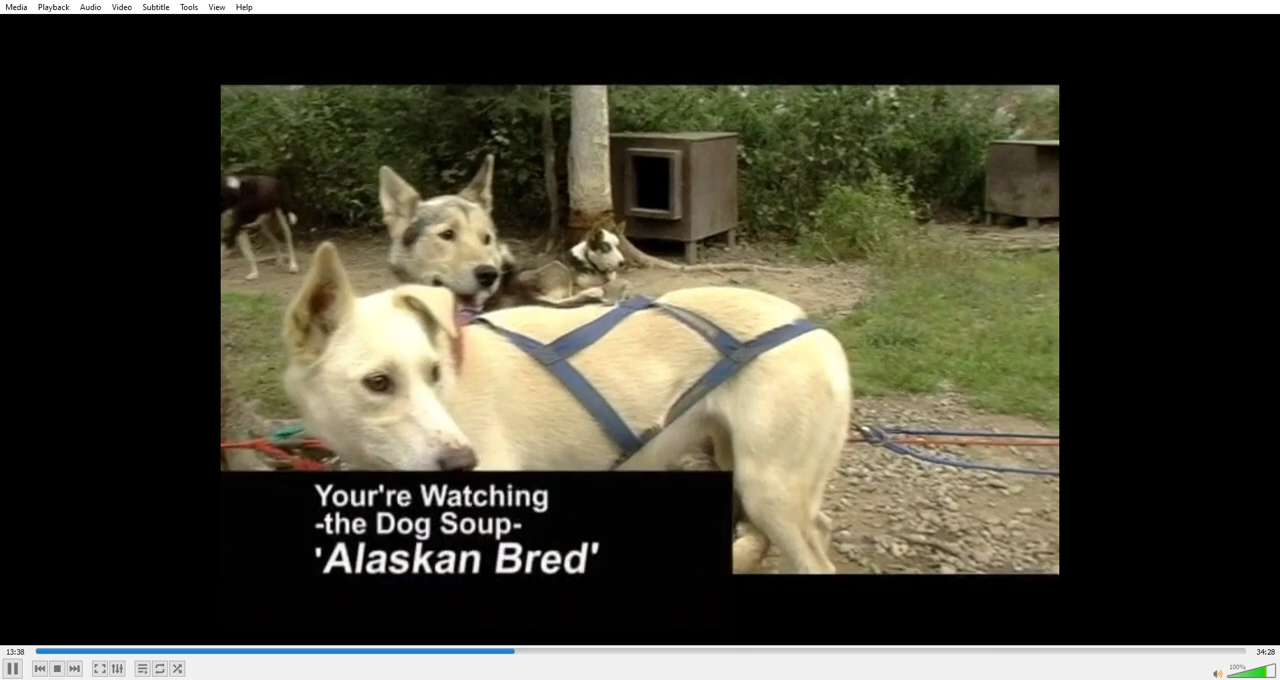 Media Playback Audio Video Subtitle Tools View Help
Your're Watching
-the Dog Soup-
'Alaskan Bred'
13:38
34:28
100%